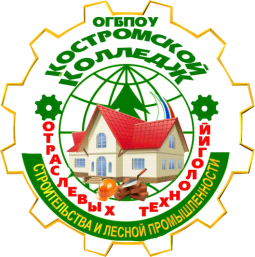 ОГБПОУ
КОСТРОМСКОЙ
КОЛЛЕДЖ
ОТРАСЛЕВЫХ ТЕХНОЛОГИЙ
СТРОИТЕЛЬСТВА И ЛЕСНОЙ ПРОМЫШЛЕННОСТИ